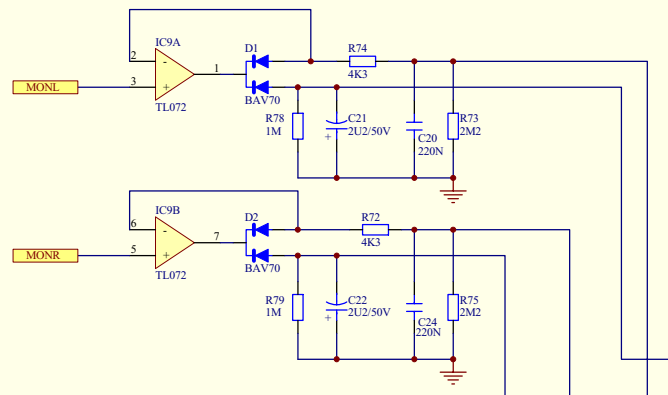 IC9A
D1
R74
2
1
4K3
MONL
3
TL072
BAV70
R78
1M
C21
2U2/50V
+
C20
220N
R73
2M2
IC9B
D2
R72
6
7
4K3
MONR
5
TL072
BAV70
R79
1M
C22
2U2/50V
+
C24
220N
R75
2M2